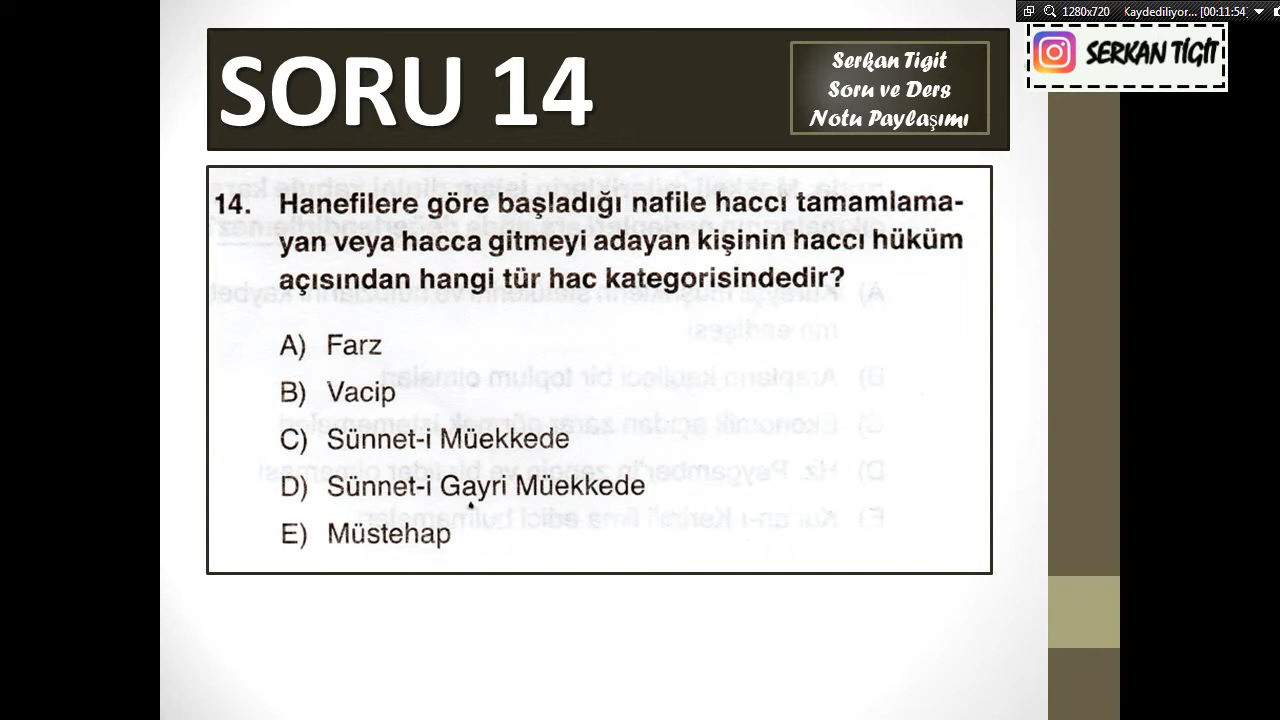 1280x720 Kaydediliyor... [00:11:54]
SERKAN TİGİT
SORU 14
Serkan Tigit
Soru ve Ders
Notu Paylaşımı
14. Hanefilere göre başladığı nafile haccı tamamlama-
yan veya hacca gitmeyi adayan kişinin haccı hüküm
açısından hangi tür hac kategorisindedir?
A) Farz
B) Vacip
C) Sünnet-i Müekkede
D) Sünnet-i Gayri Müekkede
E) Müstehap